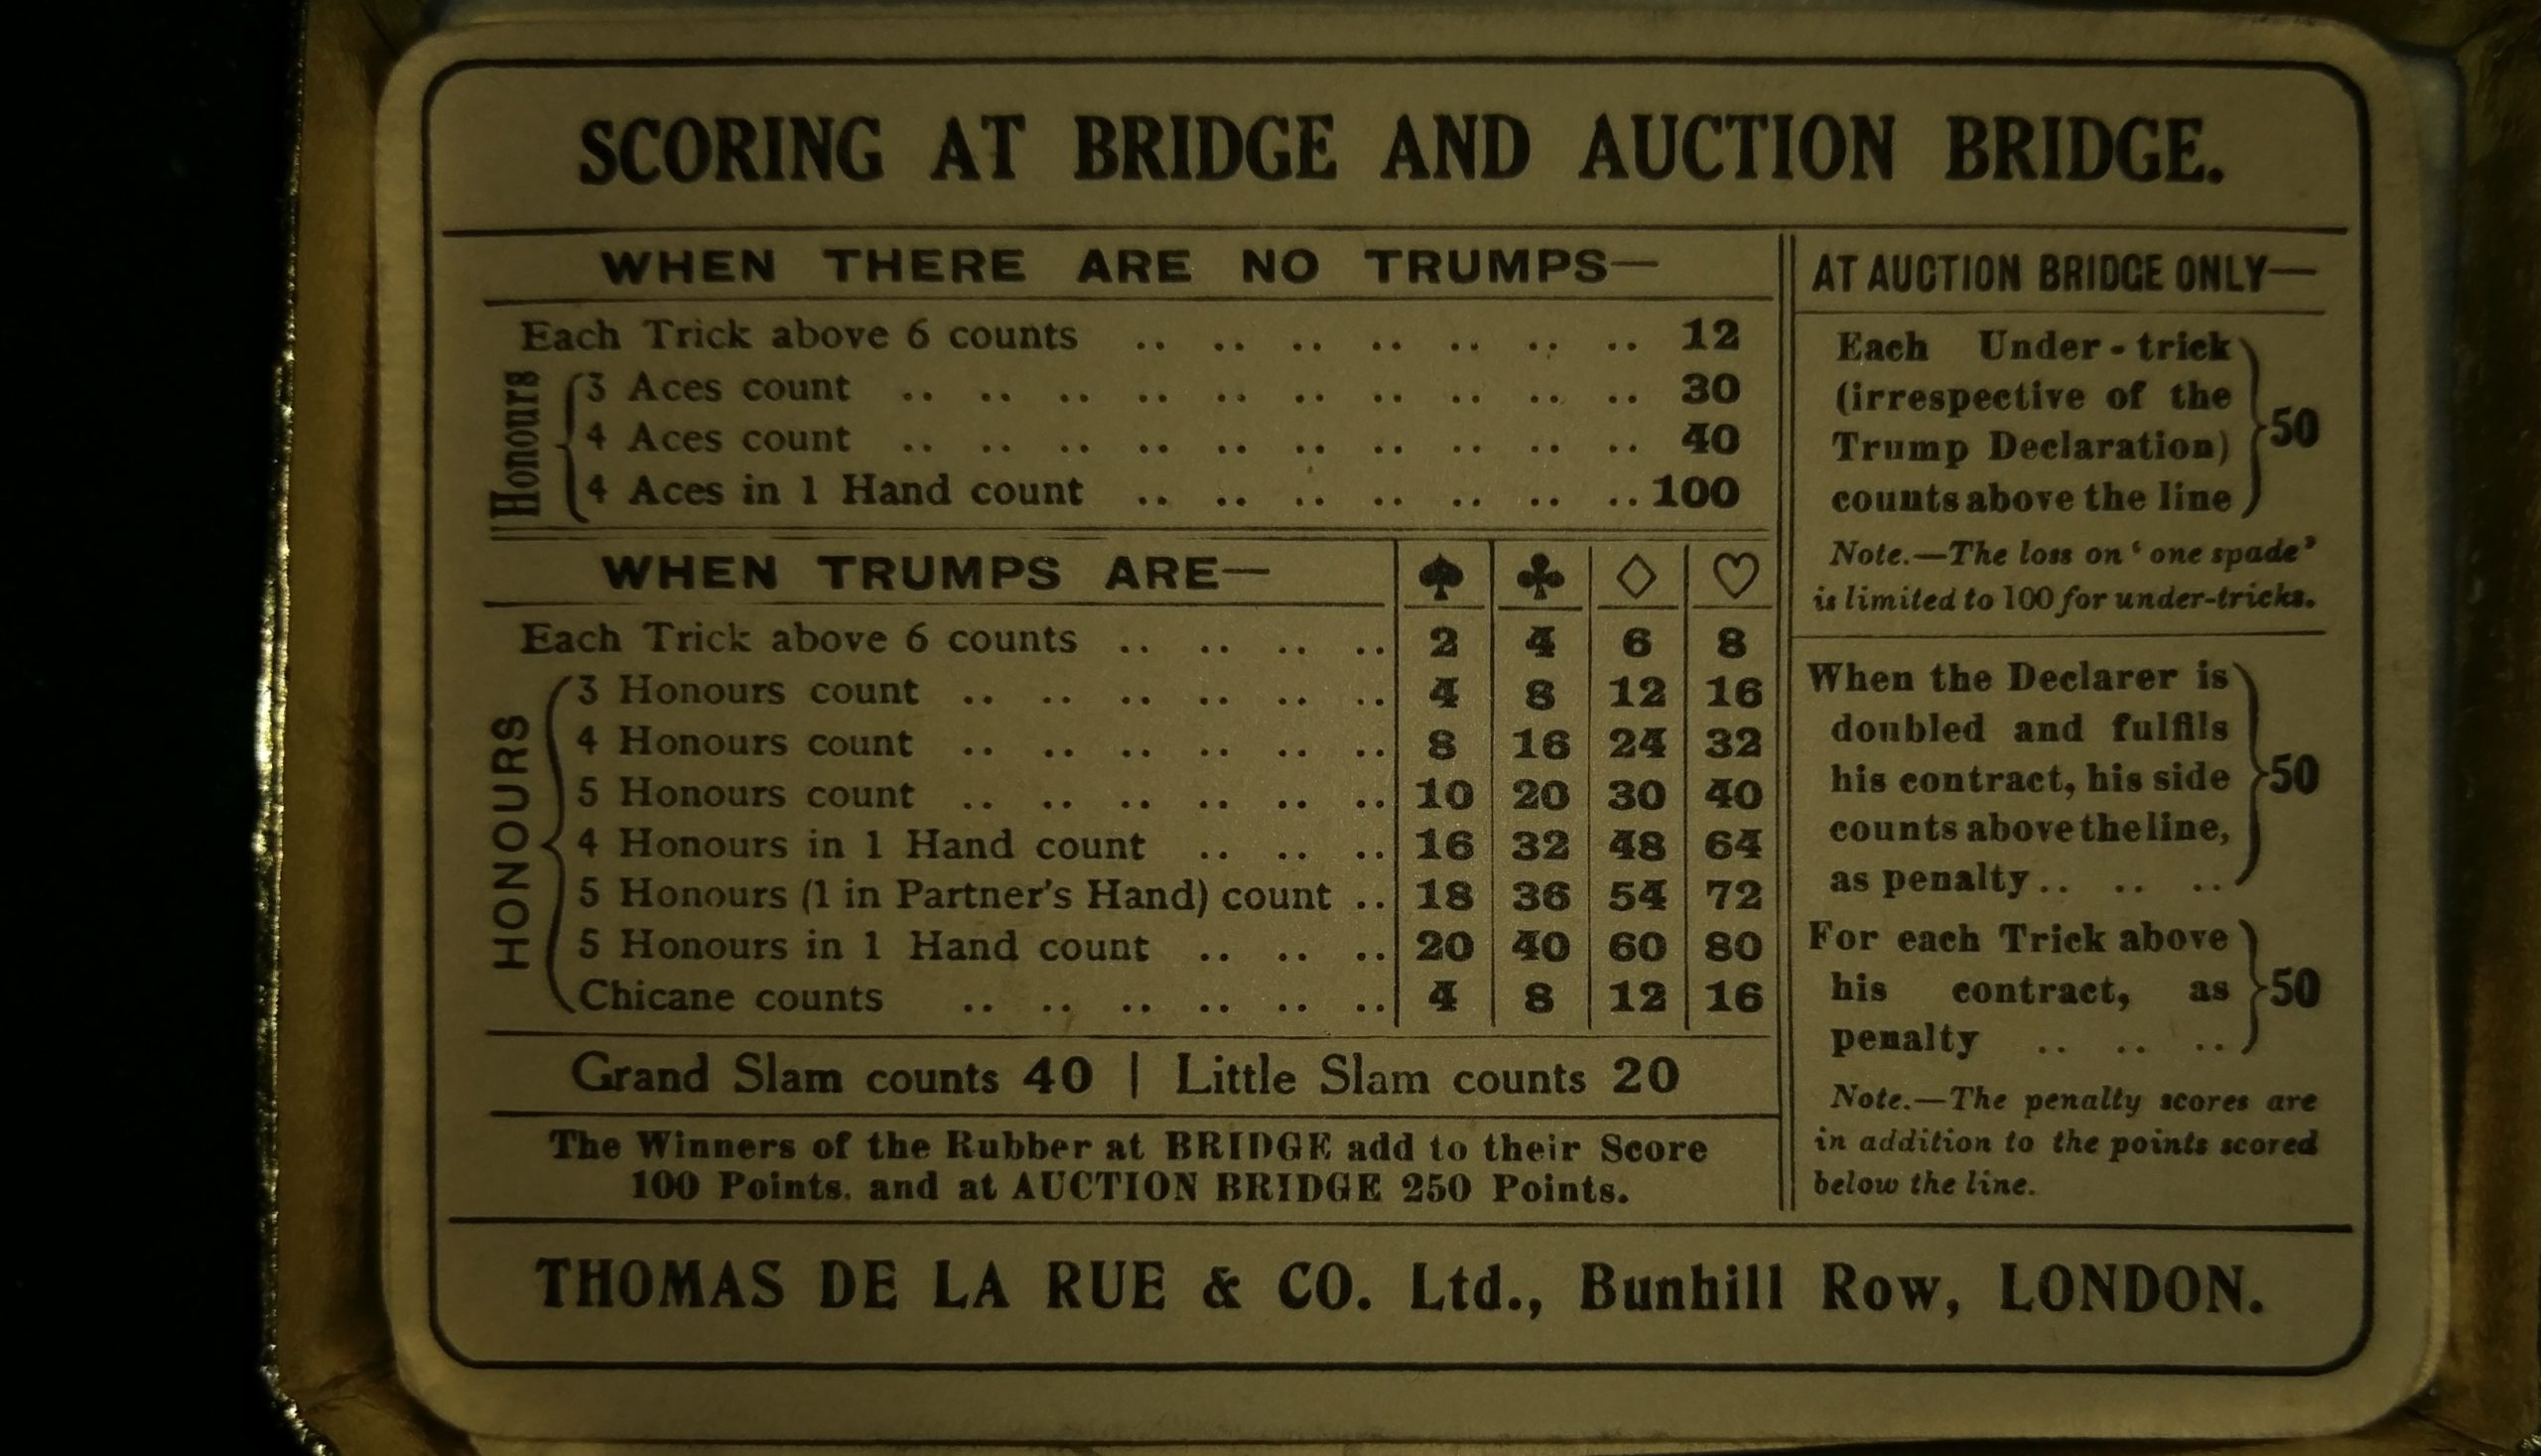 SCORING AT BRIDGE AND AUCTION BRIDGE.
WHEN THERE ARE NO TRUMPS—
Each Trick above 6 counts .. .. .. .. .. .. .. 12
Honours
3 Aces count .. .. .. .. .. .. .. .. .. .. 30
4 Aces count .. .. .. .. .. .. .. .. .. .. 40
4 Aces in 1 Hand count .. .. .. .. .. .. .. 100
WHEN TRUMPS ARE— ♠ ♣ ♢ ♡
Each Trick above 6 counts .. .. .. .. 2 4 6 8
HONOURS
3 Honours count .. .. .. .. .. .. 4 8 12 16
4 Honours count .. .. .. .. .. .. 8 16 24 32
5 Honours count .. .. .. .. .. .. 10 20 30 40
4 Honours in 1 Hand count .. .. .. 16 32 48 64
5 Honours (1 in Partner's Hand) count .. 18 36 54 72
5 Honours in 1 Hand count .. .. .. 20 40 60 80
Chicane counts .. .. .. .. .. .. 4 8 12 16
Grand Slam counts 40 | Little Slam counts 20
The Winners of the Rubber at BRIDGE add to their Score
100 Points, and at AUCTION BRIDGE 250 Points.
AT AUCTION BRIDGE ONLY—
Each Under-trick
(irrespective of the
Trump Declaration)
counts above the line
50
Note.—The loss on ‘one spade’
is limited to 100 for under-tricks.
When the Declarer is
doubled and fulfils
his contract, his side
counts above the line,
as penalty .. .. ..
50
For each Trick above
his contract, as
penalty .. .. ..
50
Note.—The penalty scores are
in addition to the points scored
below the line.
THOMAS DE LA RUE & CO. Ltd., Bunhill Row, LONDON.